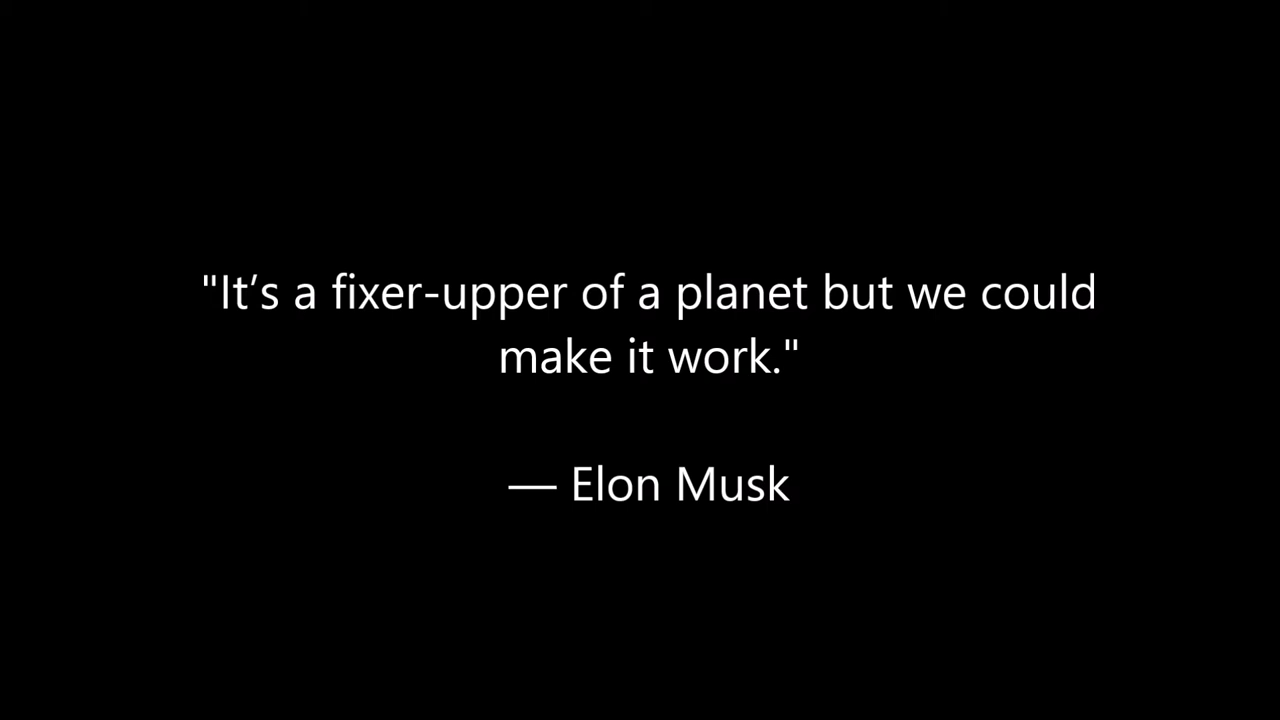 "It’s a fixer-upper of a planet but we could
make it work."
— Elon Musk